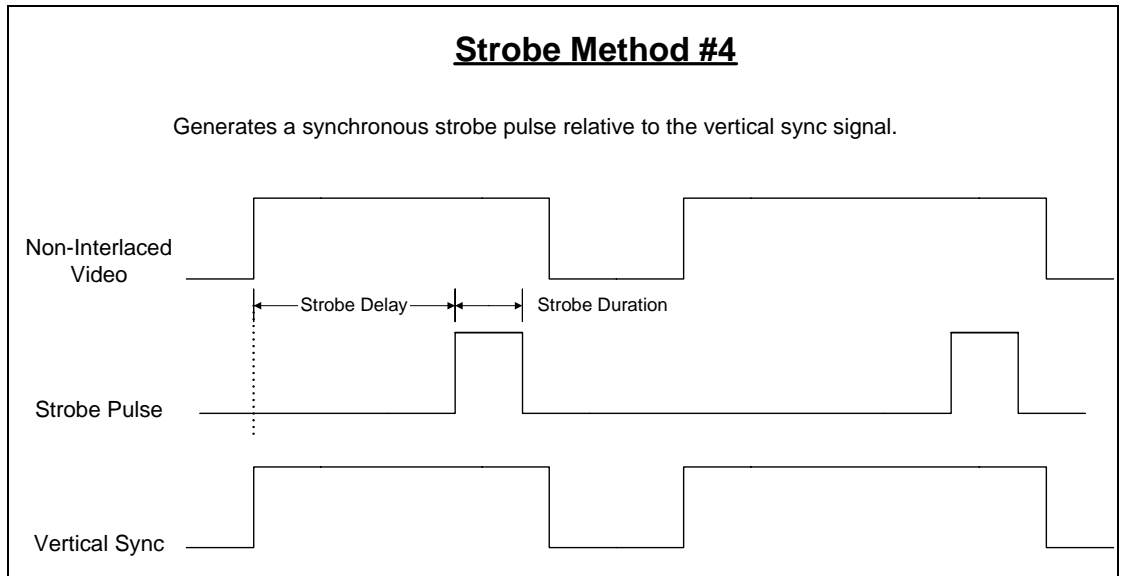 Strobe Method #4
Generates a synchronous strobe pulse relative to the vertical sync signal.
Non-Interlaced
Video
Strobe Delay
Strobe Duration
Strobe Pulse
Vertical Sync